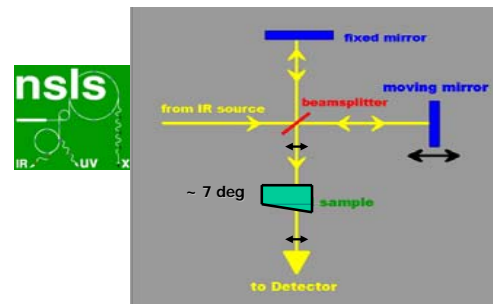 nsls
IR UV X
fixed mirror
moving mirror
beamsplitter
from IR source
~ 7 deg
sample
to Detector